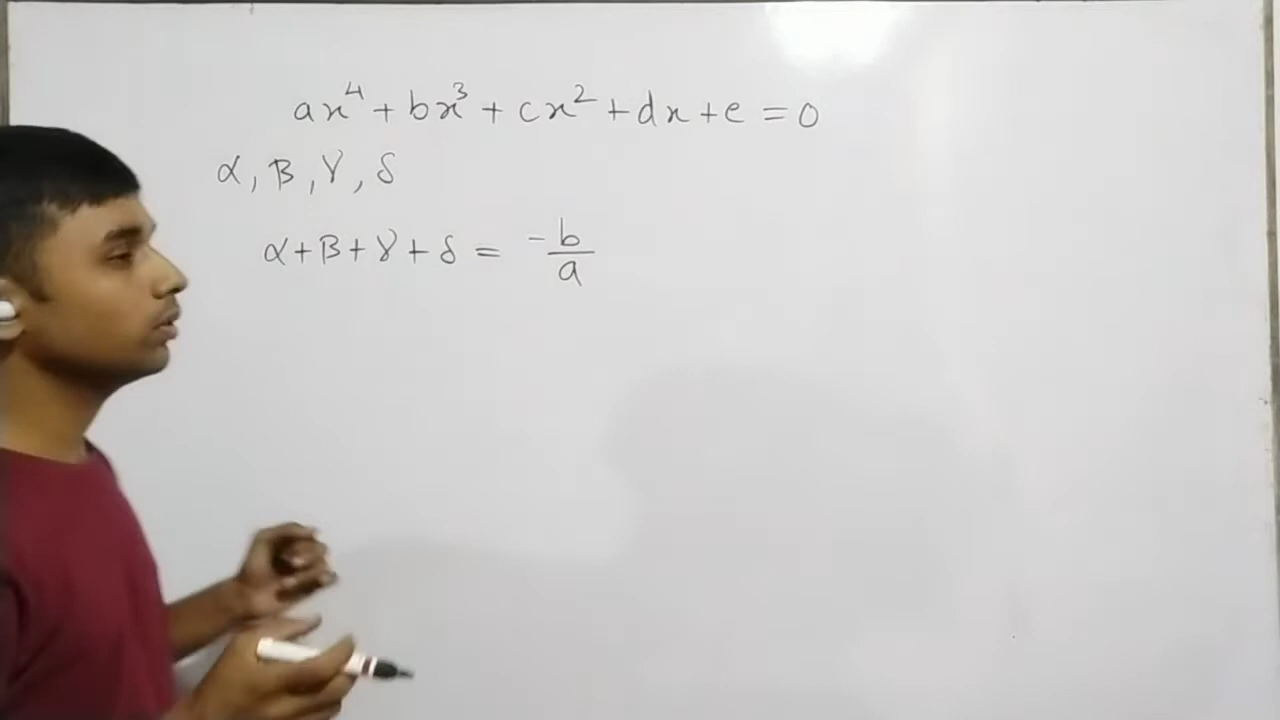 ax⁴ + bx³ + cx² + dx + e = 0
α, β, γ, δ
α + β + γ + δ = -b/a